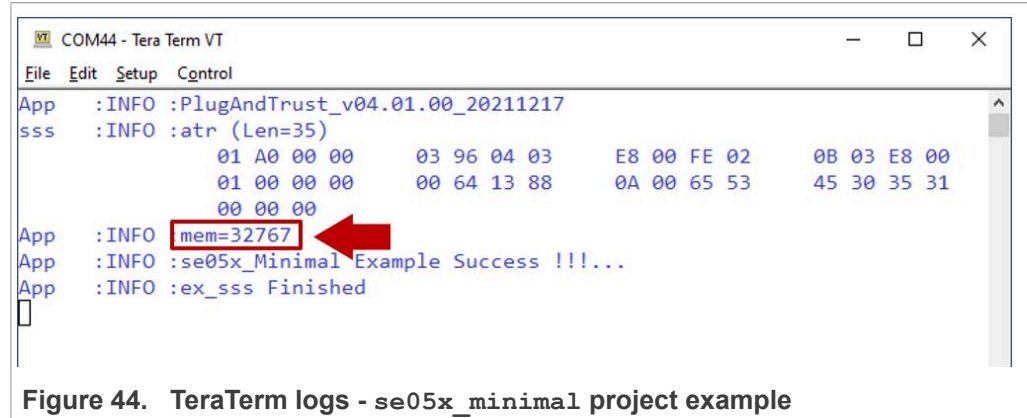 COM44 - Tera Term VT
File Edit Setup Control
App :INFO :PlugAndTrust_v04.01.00_20211217
sss :INFO :atr (Len=35)
01 A0 00 00 03 96 04 03 E8 00 FE 02 0B 03 E8 00
01 00 00 00 00 64 13 88 0A 00 65 53 45 30 35 31
00 00 00
App :INFO :mem=32767
App :INFO :se05x_Minimal Example Success !!!...
App :INFO :ex_sss Finished
Figure 44. TeraTerm logs - se05x_minimal project example